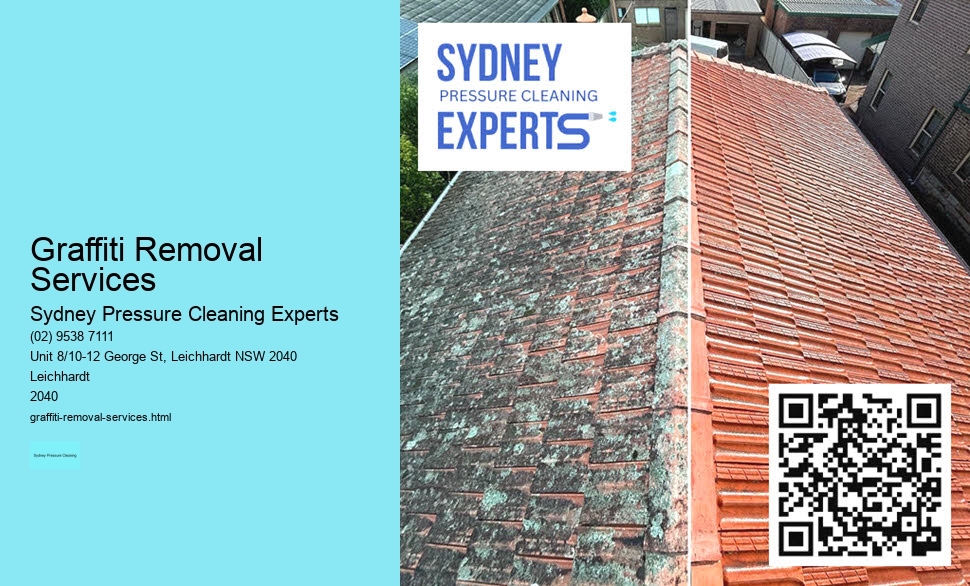 Graffiti Removal
Services
Sydney Pressure Cleaning Experts
(02) 9538 7111
Unit 8/10-12 George St, Leichhardt NSW 2040
Leichhardt
2040
graffiti-removal-services.html
Sydney Pressure Cleaning
SYDNEY
PRESSURE CLEANING
EXPERTS